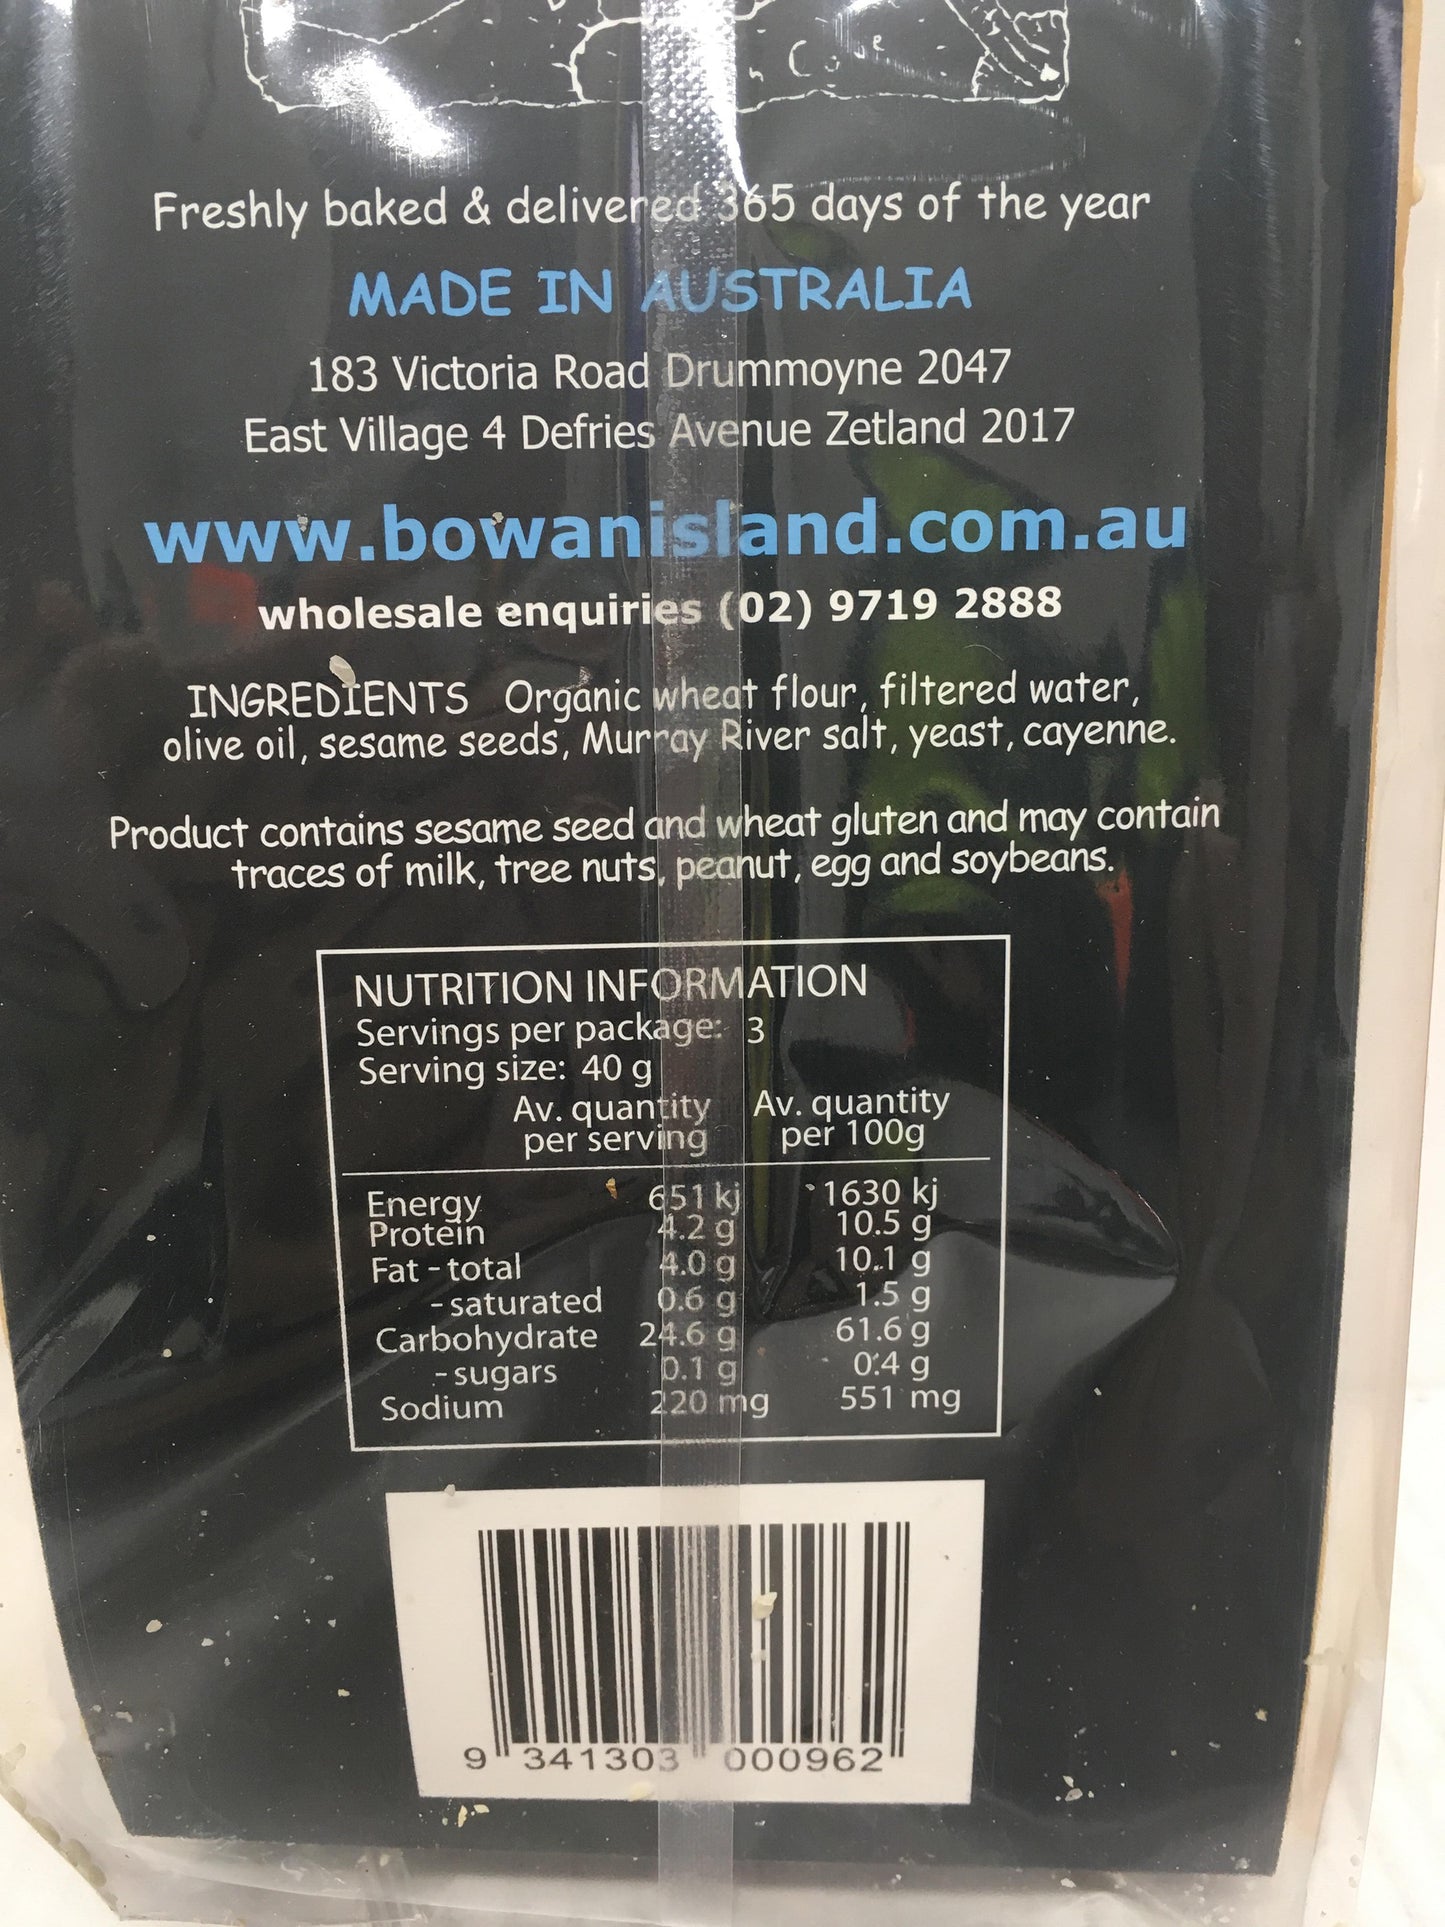 n Cove
Freshly baked & delivered 365 days of the year
MADE IN AUSTRALIA
183 Victoria Road Drummoyne 2047
East Village 4 Defries Avenue Zetland 2017
www.bowanisland.com.au
wholesale enquiries (02) 9719 2888
INGREDIENTS Organic wheat flour, filtered water,
olive oil, sesame seeds, Murray River salt, yeast, cayenne.
Product contains sesame seed and wheat gluten and may contain
traces of milk, tree nuts, peanut, egg and soybeans.
NUTRITION INFORMATION
Servings per package: 3
Serving size: 40 g
Av. quantity Av. quantity
per serving per 100g
Energy 651 kj 1630 kj
Protein 4.2 g 10.5 g
Fat - total 4.0 g 10.1 g
- saturated 0.6 g 1.5 g
Carbohydrate 24.6 g 61.6 g
- sugars 0.1 g 0.4 g
Sodium 220 mg 551 mg
9 341303 000962